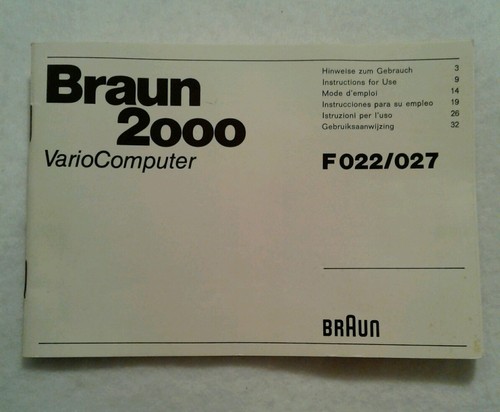 Braun
2000
VarioComputer
Hinweise zum Gebrauch 3
Instructions for Use 9
Mode d'emploi 14
Instrucciones para su empleo 19
Istruzioni per l'uso 26
Gebruiksaanwijzing 32
F022/027
BRAUN